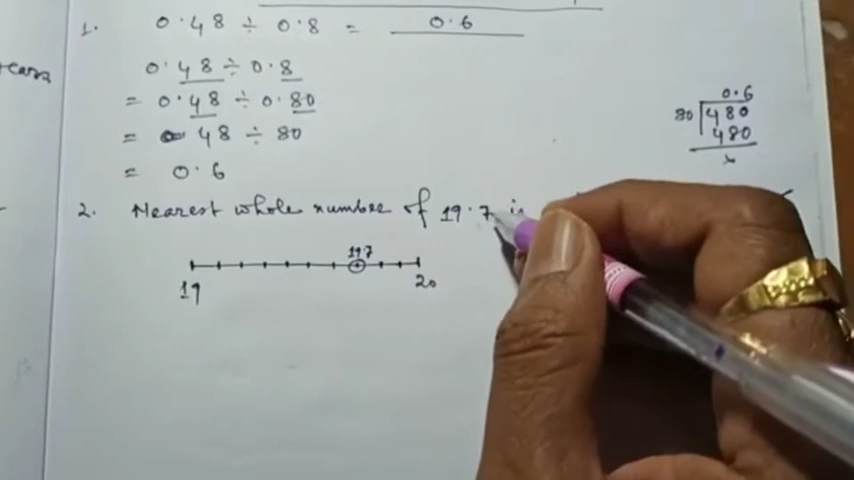 1. 0.48 ÷ 0.8 = 0.6
0.48 ÷ 0.8
= 0.48 ÷ 0.80
= 48 ÷ 80
= 0.6
0.6
80 480
480
x
2. Nearest whole number of 19.7 is
19.7
19 20